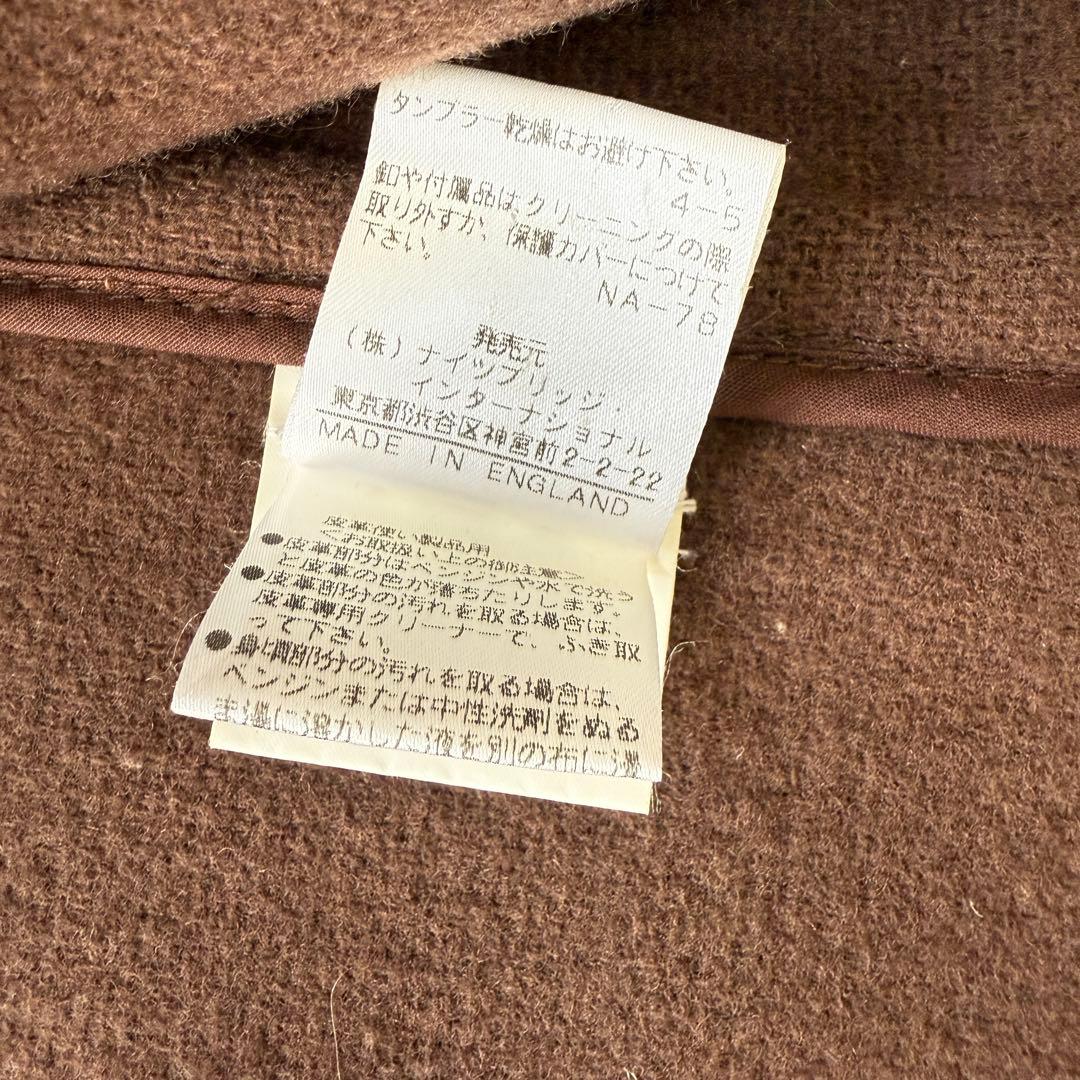 タンブラー乾燥はお避け下さい。
4-5
釦や付属品は、クリーニングの際
取り外すか、保護カバーにつけて
下さい。
NA-78
発売元
(株)ナイツブリッジ・
インターナショナル
東京都渋谷区神宮前2-2-22
MADE IN ENGLAND
皮革使い製品用
<お取扱い上の御注意>
●皮革部分はベンジンや水で洗う
と皮革の色が落ちたりします。
●皮革部分の汚れを取る場合は、
皮革専用クリーナーで、ふき取
って下さい。
●身頃部分の汚れを取る場合は、
ベンジンまたは中性洗剤をぬる
ま湯に溶かした液を別の布に浸